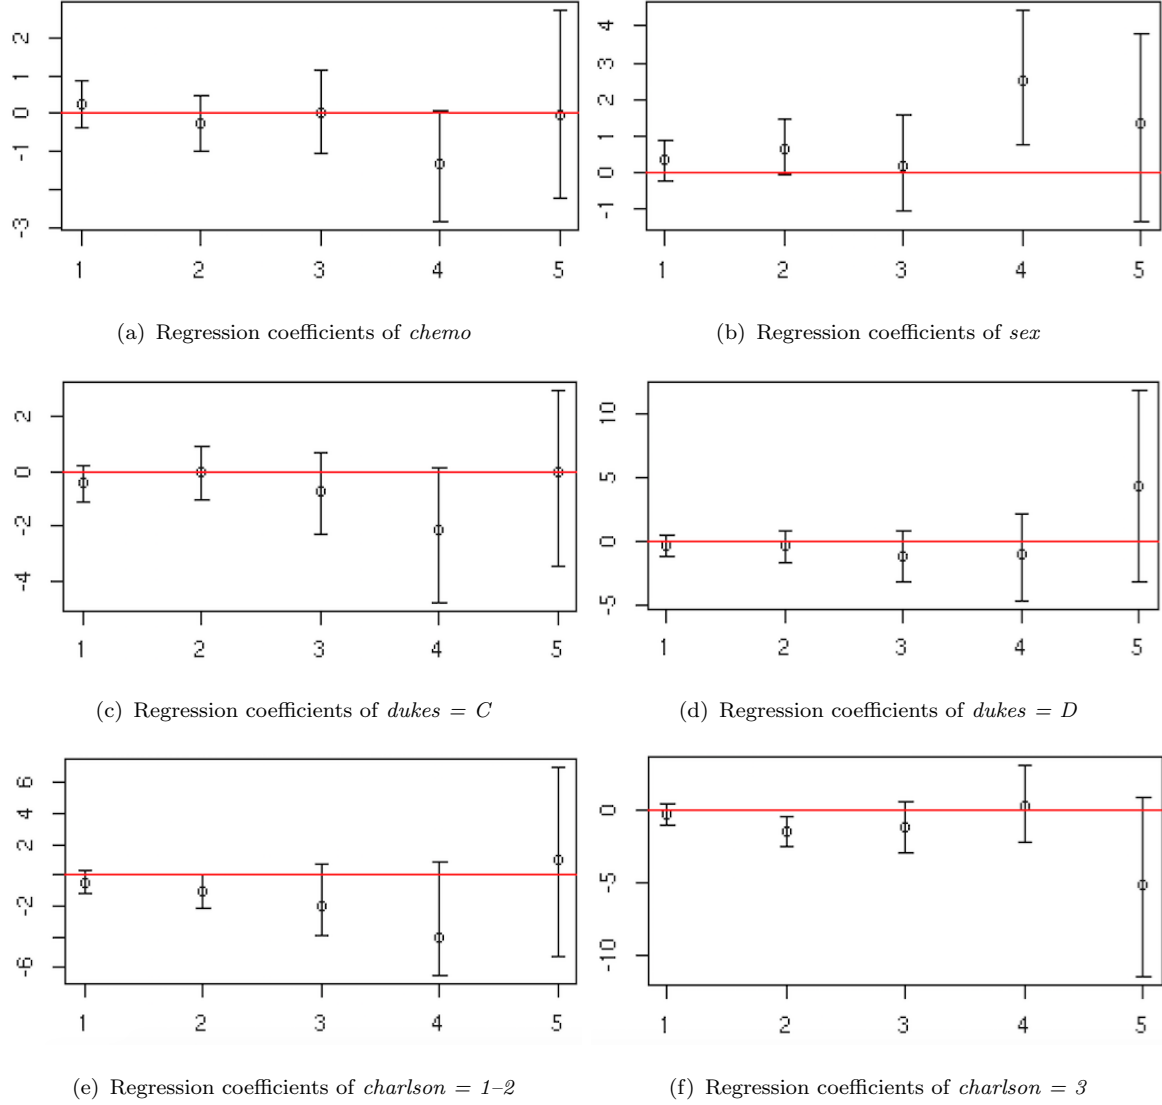 2
1
0
-1
-3
1 2 3 4 5
4
3
2
1
0
-1
1 2 3 4 5
(a) Regression coefficients of chemo
(b) Regression coefficients of sex
2
0
-2
-4
1 2 3 4 5
10
5
0
-5
1 2 3 4 5
(c) Regression coefficients of dukes = C
(d) Regression coefficients of dukes = D
6
4
2
-2
-6
1 2 3 4 5
0
-5
-10
1 2 3 4 5
(e) Regression coefficients of charlson = 1–2
(f) Regression coefficients of charlson = 3